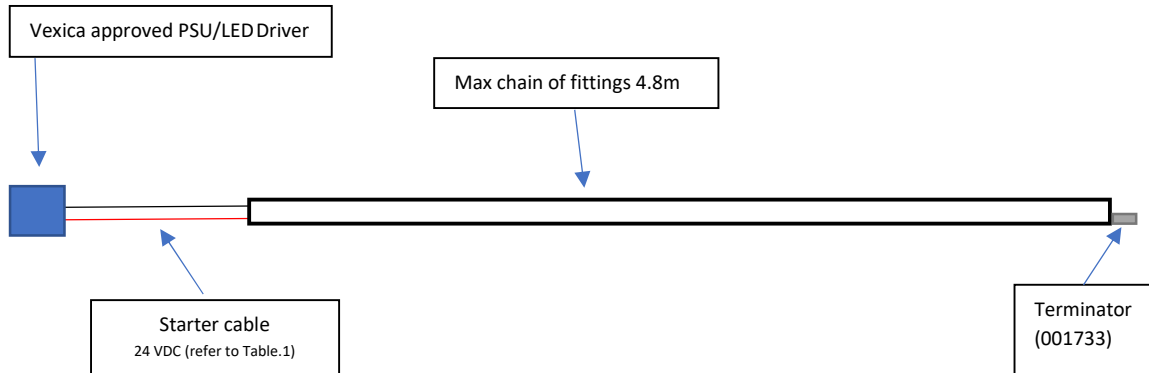 Vexica approved PSU/LED Driver
Max chain of fittings 4.8m
Starter cable
24 VDC (refer to Table.1)
Terminator
(001733)